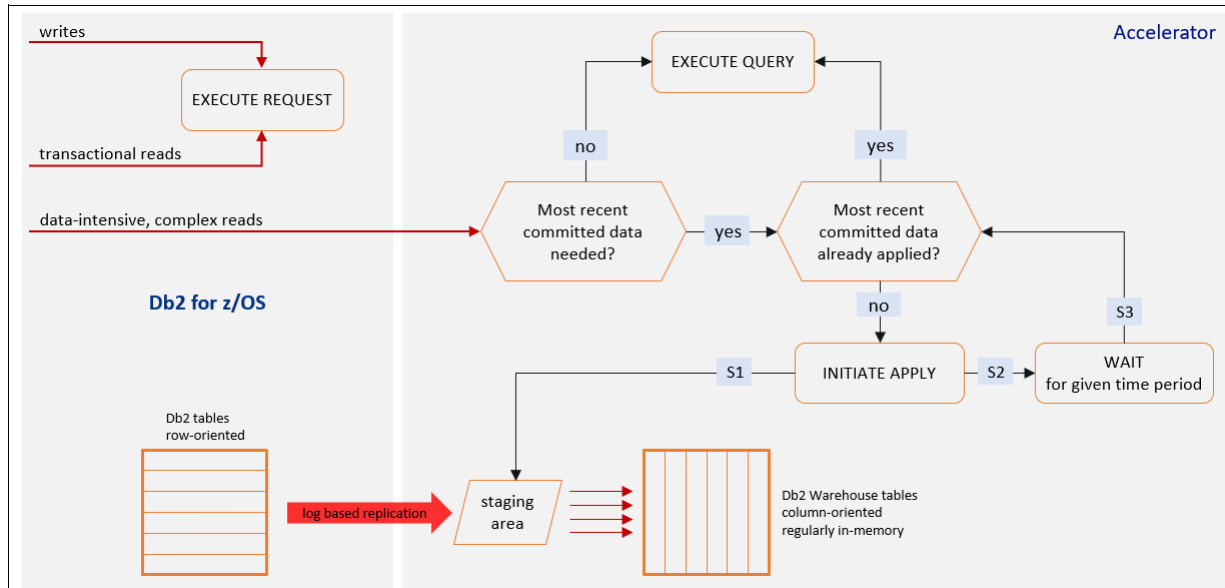 writes
Accelerator
EXECUTE QUERY
EXECUTE REQUEST
no
yes
transactional reads
data-intensive, complex reads
Most recent
committed data
needed?
yes
Most recent
committed data
already applied?
Db2 for z/OS
no
S3
S1
INITIATE APPLY
S2
WAIT
for given time period
Db2 tables
row-oriented
log based replication
staging
area
Db2 Warehouse tables
column-oriented
regularly in-memory